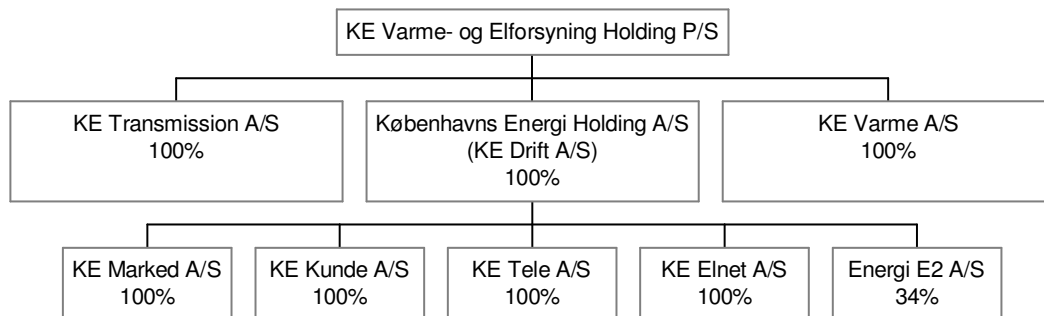 KE Varme- og Elforsyning Holding P/S
KE Transmission A/S
100%
Københavns Energi Holding A/S
(KE Drift A/S)
100%
KE Varme A/S
100%
KE Marked A/S
100%
KE Kunde A/S
100%
KE Tele A/S
100%
KE Elnet A/S
100%
Energi E2 A/S
34%